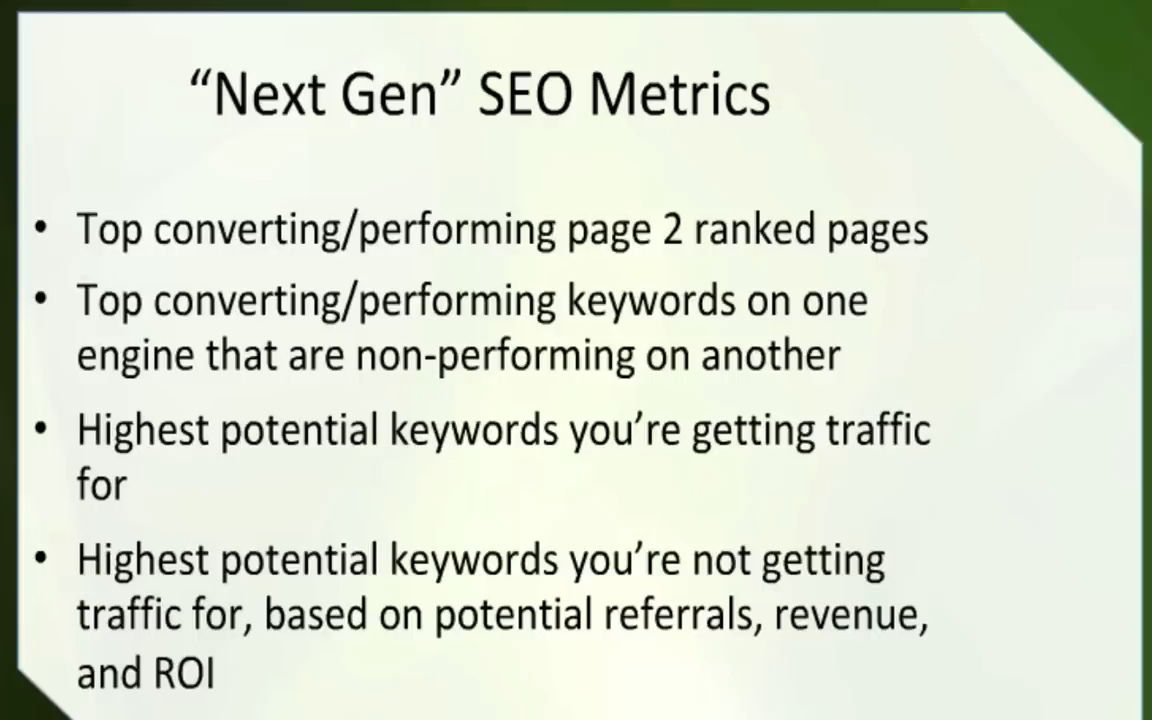 “Next Gen” SEO Metrics
• Top converting/performing page 2 ranked pages
• Top converting/performing keywords on one
engine that are non-performing on another
• Highest potential keywords you’re getting traffic
for
• Highest potential keywords you’re not getting
traffic for, based on potential referrals, revenue,
and ROI